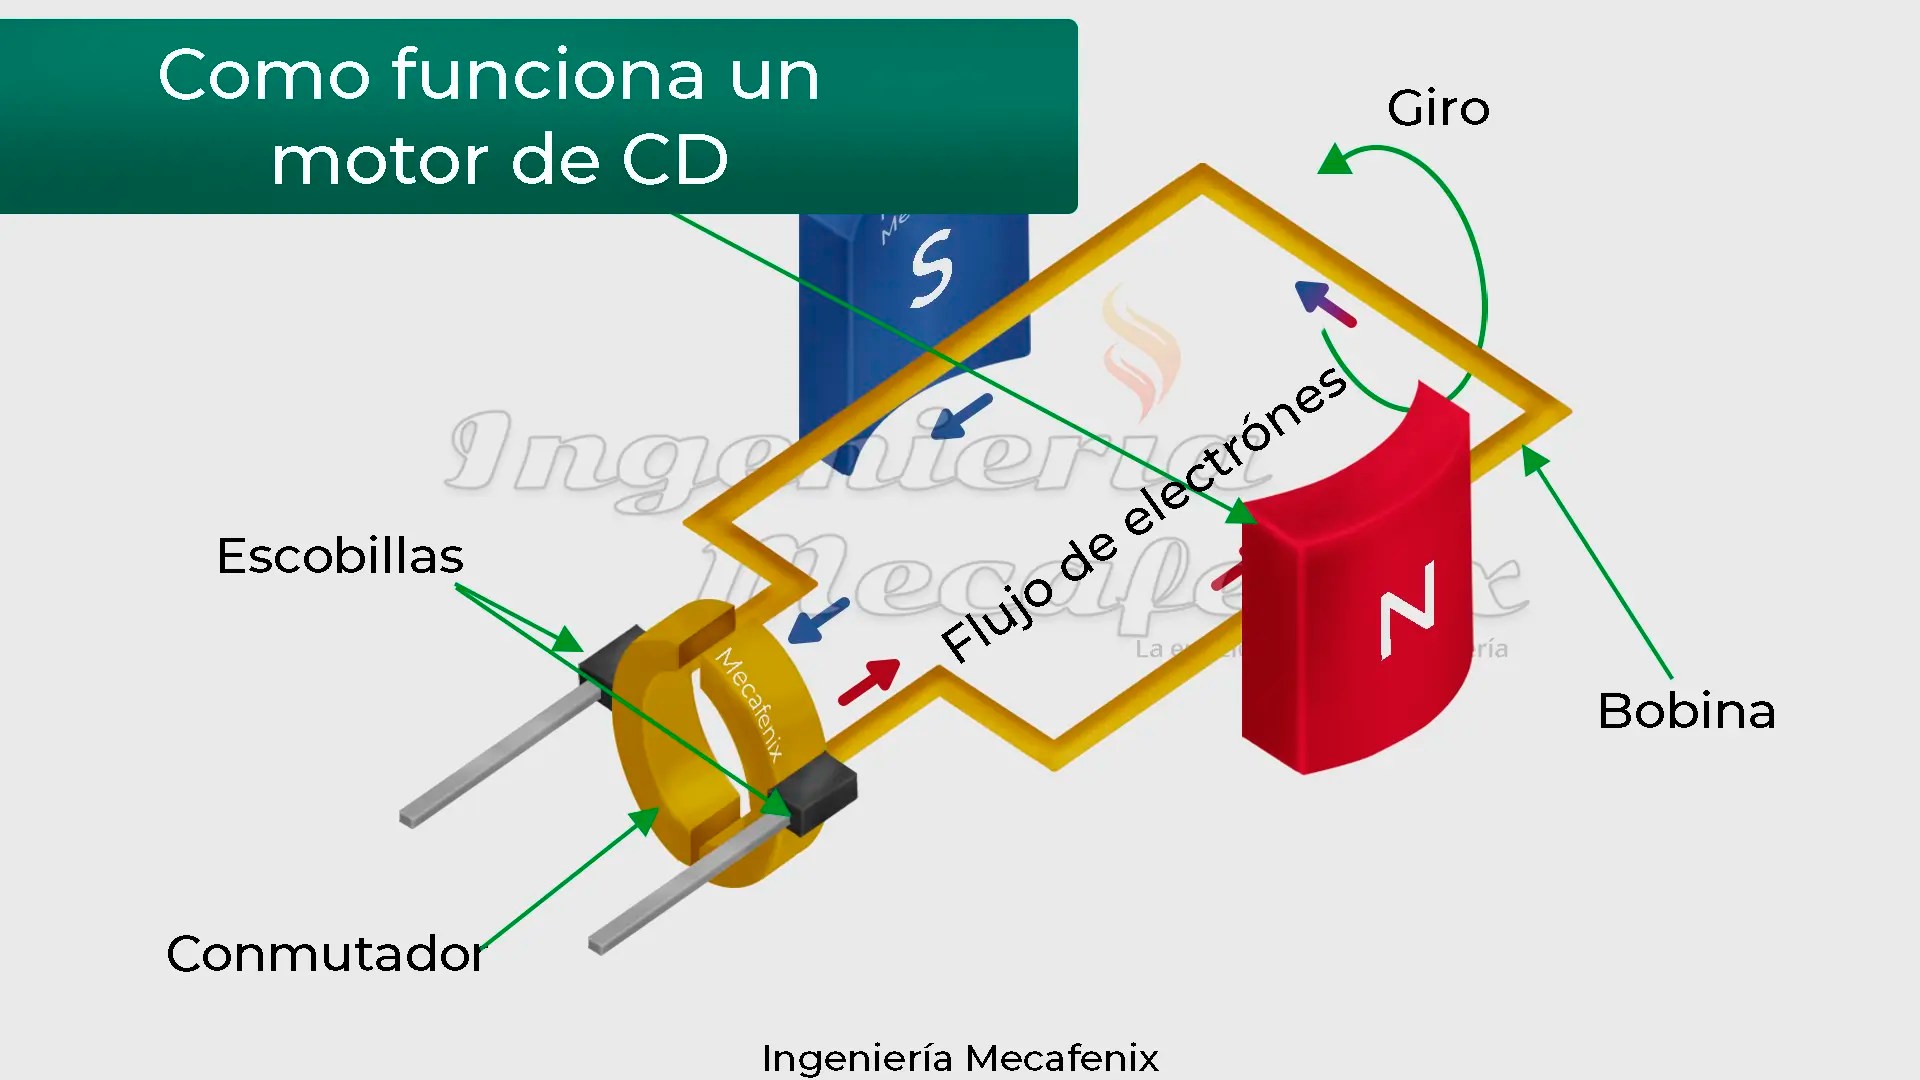 Como funciona un
motor de CD
Giro
S
Ingeniería
Flujo de electrónes
Mecafenix
Escobillas
N
Mecafenix
Bobina
Conmutador
Ingeniería Mecafenix